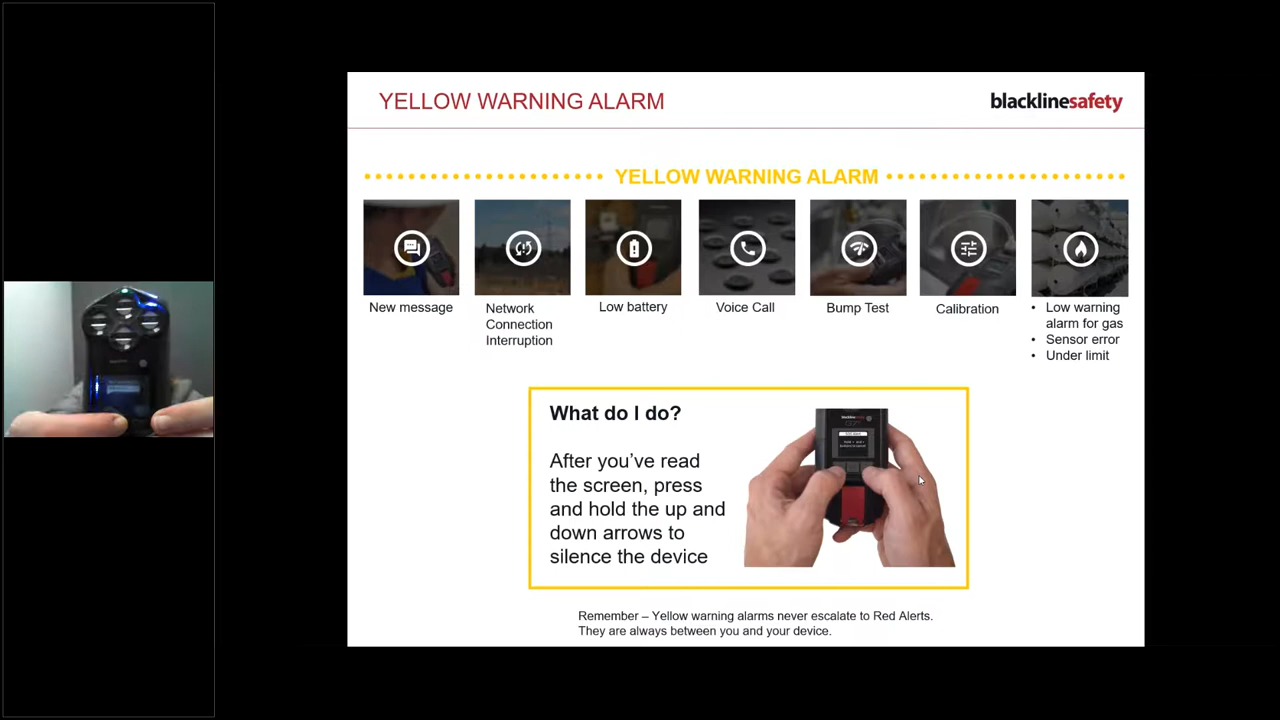 YELLOW WARNING ALARM
blacklinesafety
YELLOW WARNING ALARM
New message
Network
Connection
Interruption
Low battery
Voice Call
Bump Test
Calibration
• Low warning
alarm for gas
• Sensor error
• Under limit
What do I do?
After you’ve read
the screen, press
and hold the up and
down arrows to
silence the device
blacklinesafety
Remember – Yellow warning alarms never escalate to Red Alerts.
They are always between you and your device.